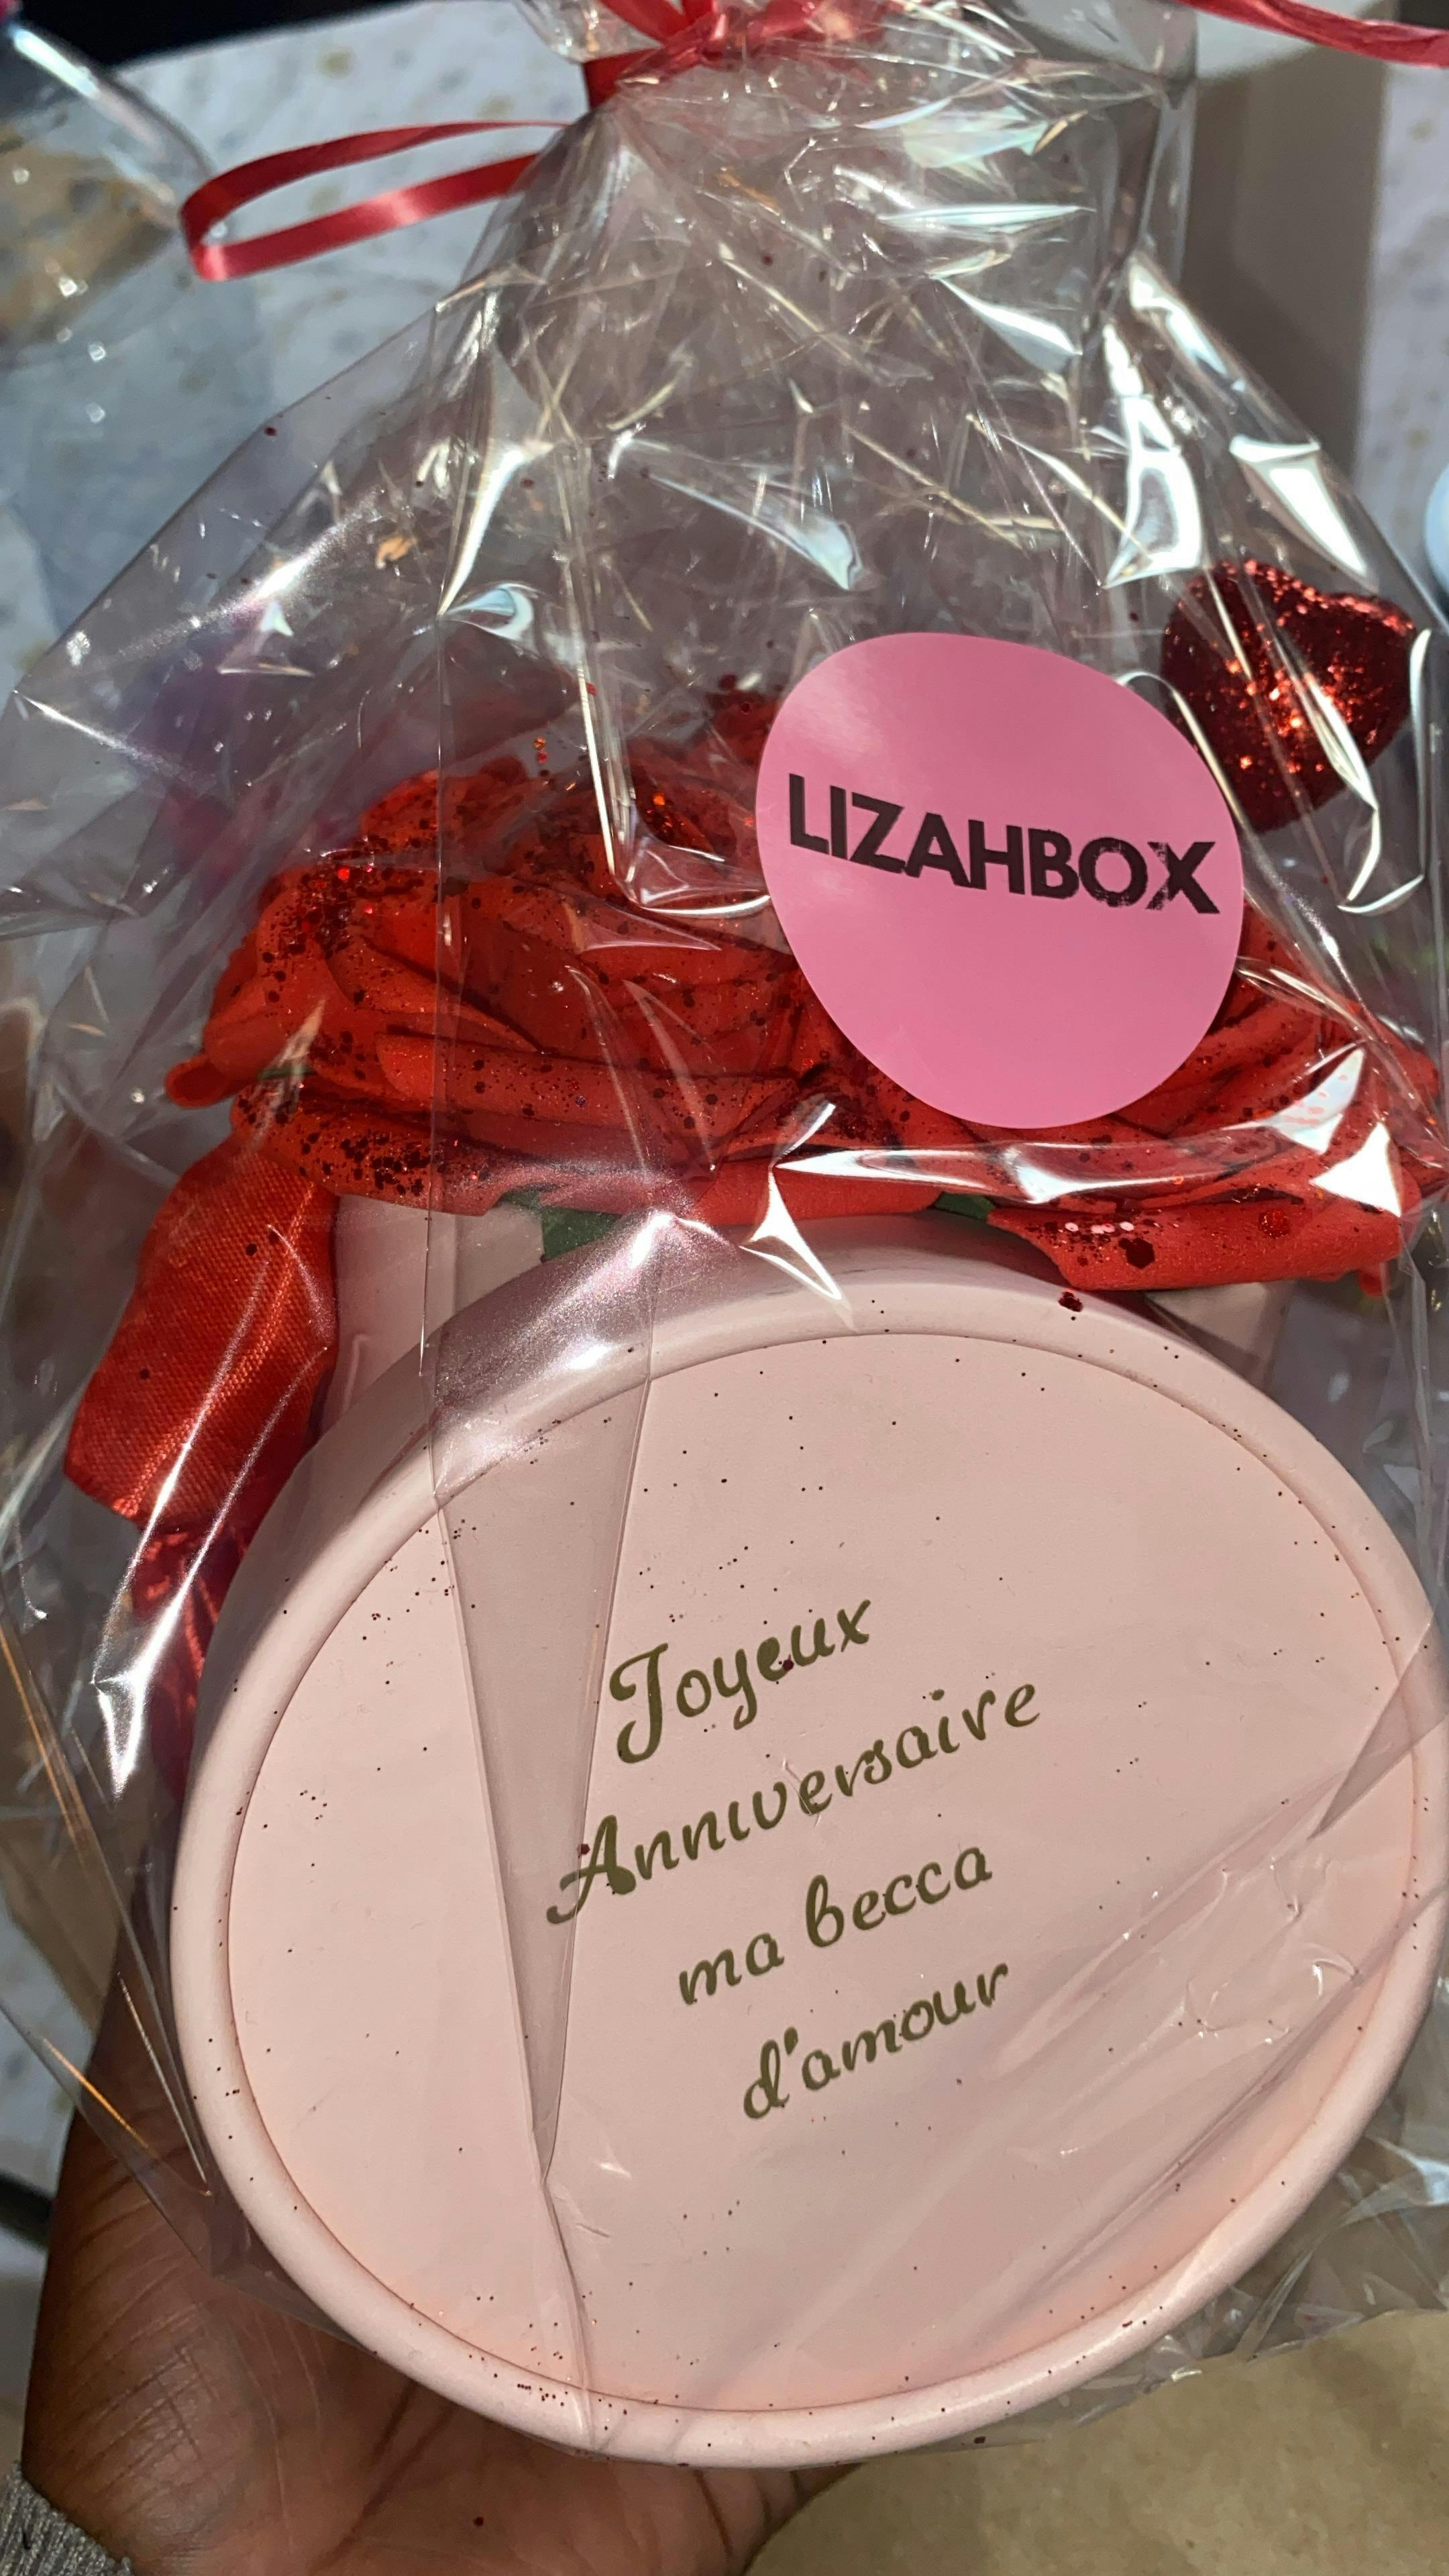 LIZAHBOX
Joyeux
Anniversaire
ma becca
d'amour